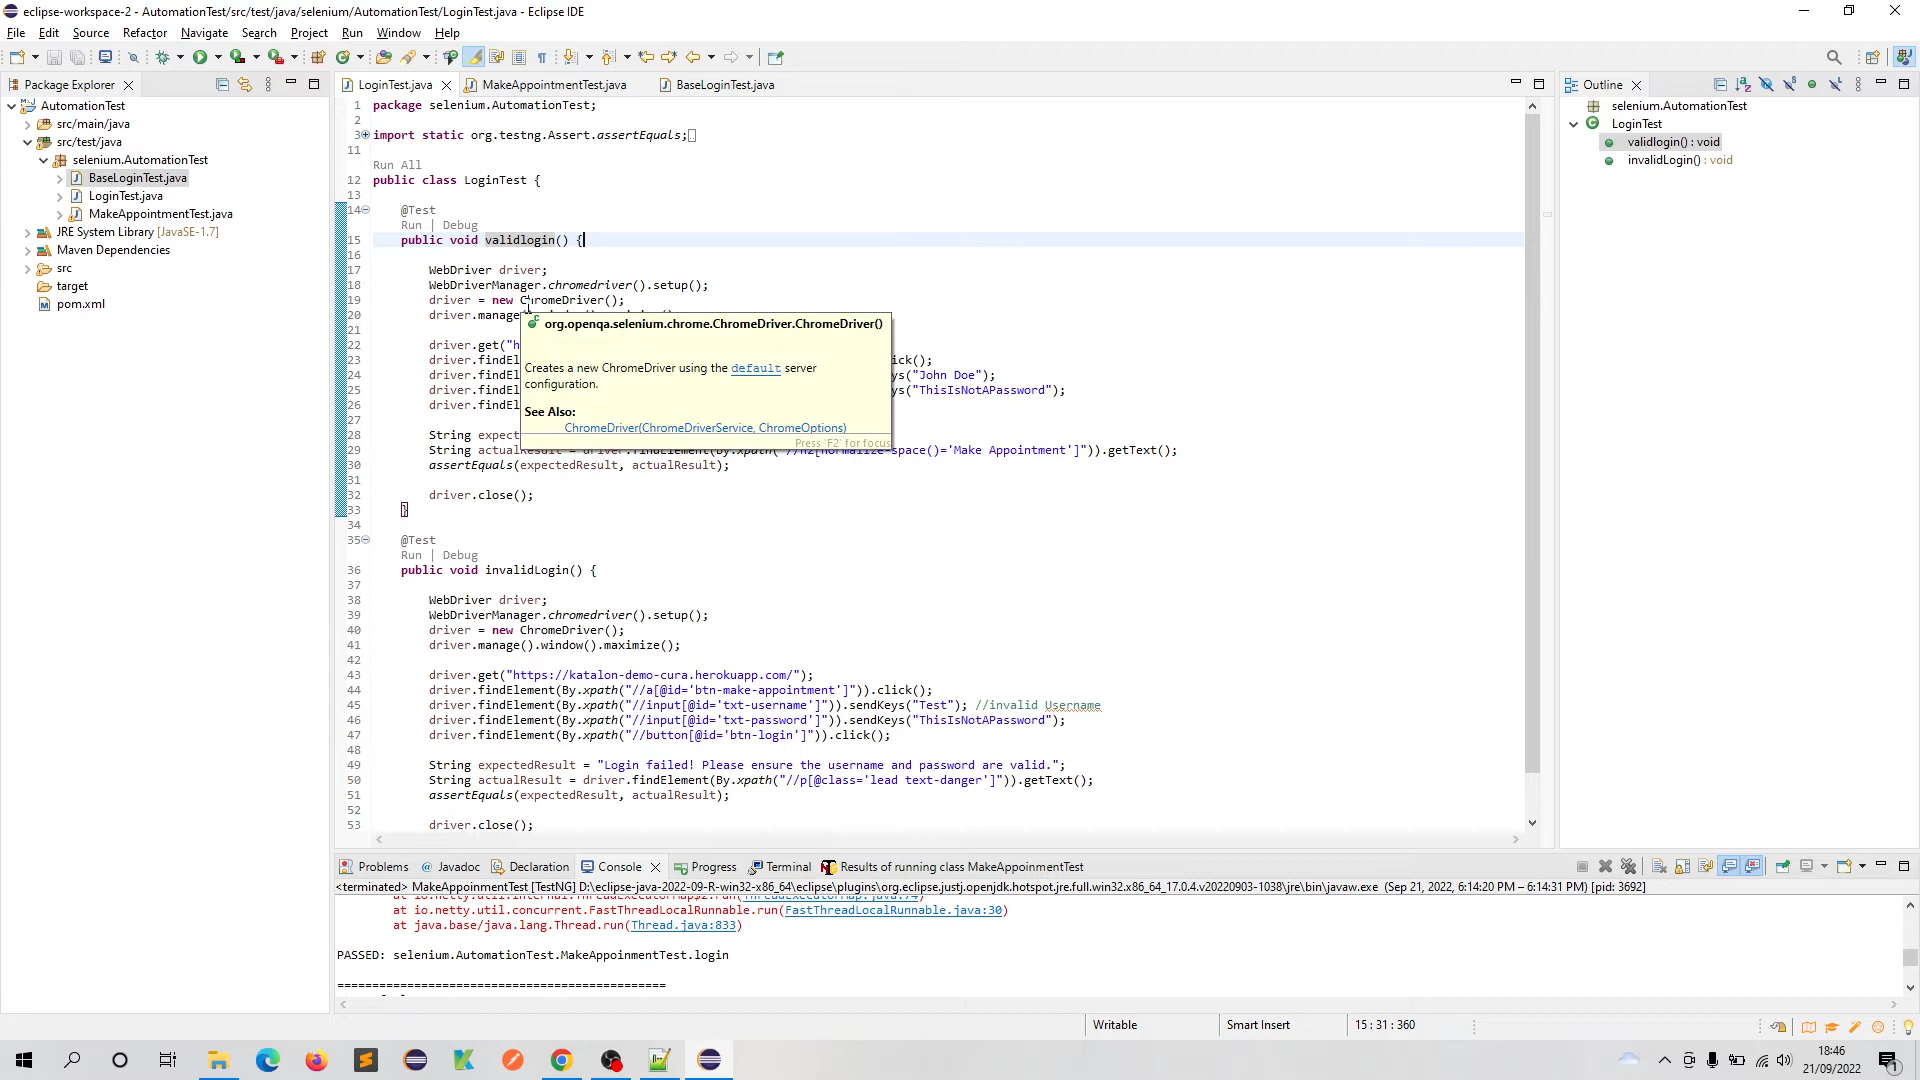 eclipse-workspace-2 - AutomationTest/src/test/java/selenium/AutomationTest/LoginTest.java - Eclipse IDE
File Edit Source Refactor Navigate Search Project Run Window Help
Package Explorer
AutomationTest
src/main/java
src/test/java
selenium.AutomationTest
BaseLoginTest.java
LoginTest.java
MakeAppointmentTest.java
JRE System Library [JavaSE-1.7]
Maven Dependencies
src
target
pom.xml
LoginTest.java MakeAppointmentTest.java BaseLoginTest.java
1 package selenium.AutomationTest;
2
3 import static org.testng.Assert.assertEquals;
11
Run All
12 public class LoginTest {
13
14 @Test
Run | Debug
15 public void validlogin() {
16
17 WebDriver driver;
18 WebDriverManager.chromedriver().setup();
19 driver = new ChromeDriver();
20 driver.manage
21
22 driver.get("h
23 driver.findEl ick();
24 driver.findEl ys("John Doe");
25 driver.findEl ys("ThisIsNotAPassword");
26 driver.findEl
27
28 String expect
29 String actualResult = driver.findElement(By.xpath("//h2[normalize-space()='Make Appointment']")).getText();
30 assertEquals(expectedResult, actualResult);
31
32 driver.close();
33 }
34
35 @Test
Run | Debug
36 public void invalidLogin() {
37
38 WebDriver driver;
39 WebDriverManager.chromedriver().setup();
40 driver = new ChromeDriver();
41 driver.manage().window().maximize();
42
43 driver.get("https://katalon-demo-cura.herokuapp.com/");
44 driver.findElement(By.xpath("//a[@id='btn-make-appointment']")).click();
45 driver.findElement(By.xpath("//input[@id='txt-username']")).sendKeys("Test"); //invalid Username
46 driver.findElement(By.xpath("//input[@id='txt-password']")).sendKeys("ThisIsNotAPassword");
47 driver.findElement(By.xpath("//button[@id='btn-login']")).click();
48
49 String expectedResult = "Login failed! Please ensure the username and password are valid.";
50 String actualResult = driver.findElement(By.xpath("//p[@class='lead text-danger']")).getText();
51 assertEquals(expectedResult, actualResult);
52
53 driver.close();
org.openqa.selenium.chrome.ChromeDriver.ChromeDriver()
Creates a new ChromeDriver using the default server
configuration.
See Also:
ChromeDriver(ChromeDriverService, ChromeOptions)
Press 'F2' for focus
Outline
selenium.AutomationTest
LoginTest
validlogin() : void
invalidLogin() : void
Problems Javadoc Declaration Console Progress Terminal Results of running class MakeAppoinmentTest
<terminated> MakeAppoinmentTest [TestNG] D:\eclipse-java-2022-09-R-win32-x86_64\eclipse\plugins\org.eclipse.justj.openjdk.hotspot.jre.full.win32.x86_64_17.0.4.v20220903-1038\jre\bin\javaw.exe (Sep 21, 2022, 6:14:20 PM – 6:14:31 PM) [pid: 3692]
at io.netty.util.internal.ThreadExecutorMap$2.run(ThreadExecutorMap.java:74)
at io.netty.util.concurrent.FastThreadLocalRunnable.run(FastThreadLocalRunnable.java:30)
at java.base/java.lang.Thread.run(Thread.java:833)
PASSED: selenium.AutomationTest.MakeAppoinmentTest.login
===============================================
Writable Smart Insert 15 : 31 : 360
18:46
21/09/2022
1